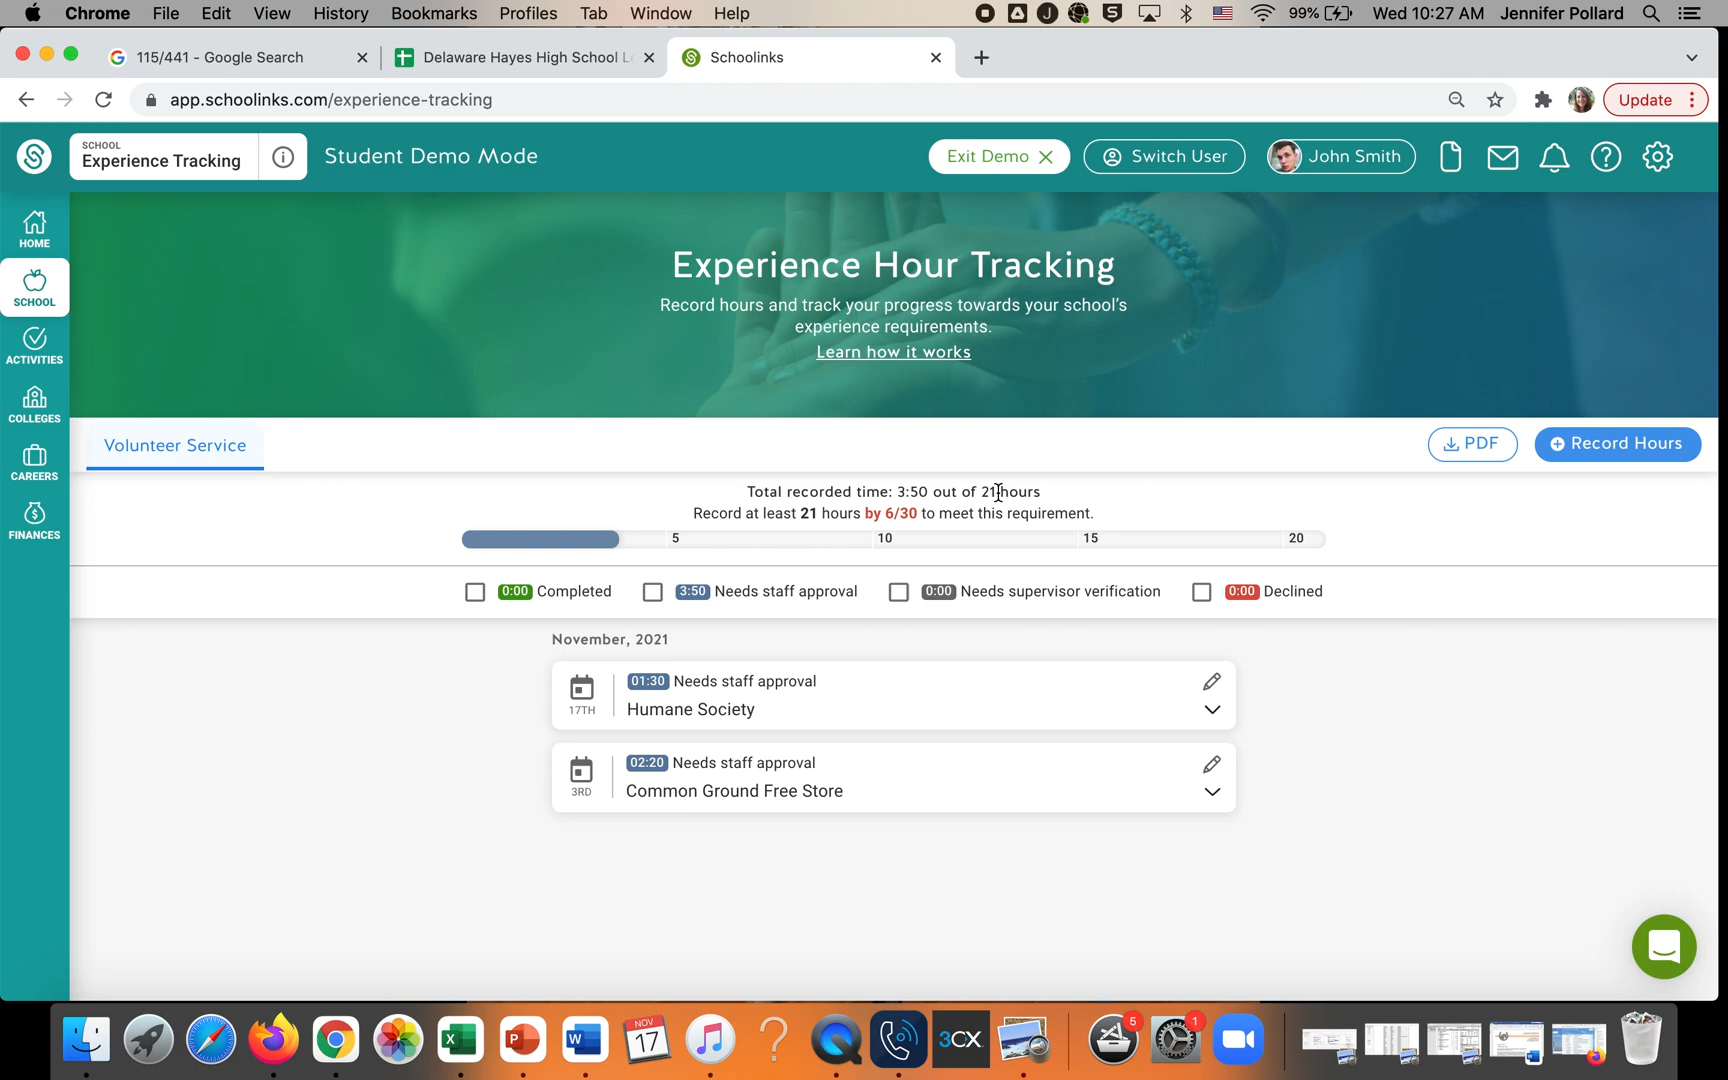 Chrome File Edit View History Bookmarks Profiles Tab Window Help 99% Wed 10:27 AM Jennifer Pollard
115/441 - Google Search Delaware Hayes High School Schoolinks
app.schoolinks.com/experience-tracking Update
SCHOOL
Experience Tracking Student Demo Mode Exit Demo Switch User John Smith
HOME
SCHOOL
ACTIVITIES
COLLEGES
CAREERS
FINANCES
Experience Hour Tracking
Record hours and track your progress towards your school's
experience requirements.
Learn how it works
Volunteer Service PDF Record Hours
Total recorded time: 3:50 out of 21 hours
Record at least 21 hours by 6/30 to meet this requirement.
5 10 15 20
0:00 Completed 3:50 Needs staff approval 0:00 Needs supervisor verification 0:00 Declined
November, 2021
01:30 Needs staff approval
17TH Humane Society
02:20 Needs staff approval
3RD Common Ground Free Store
NOV
17
3CX
5
1